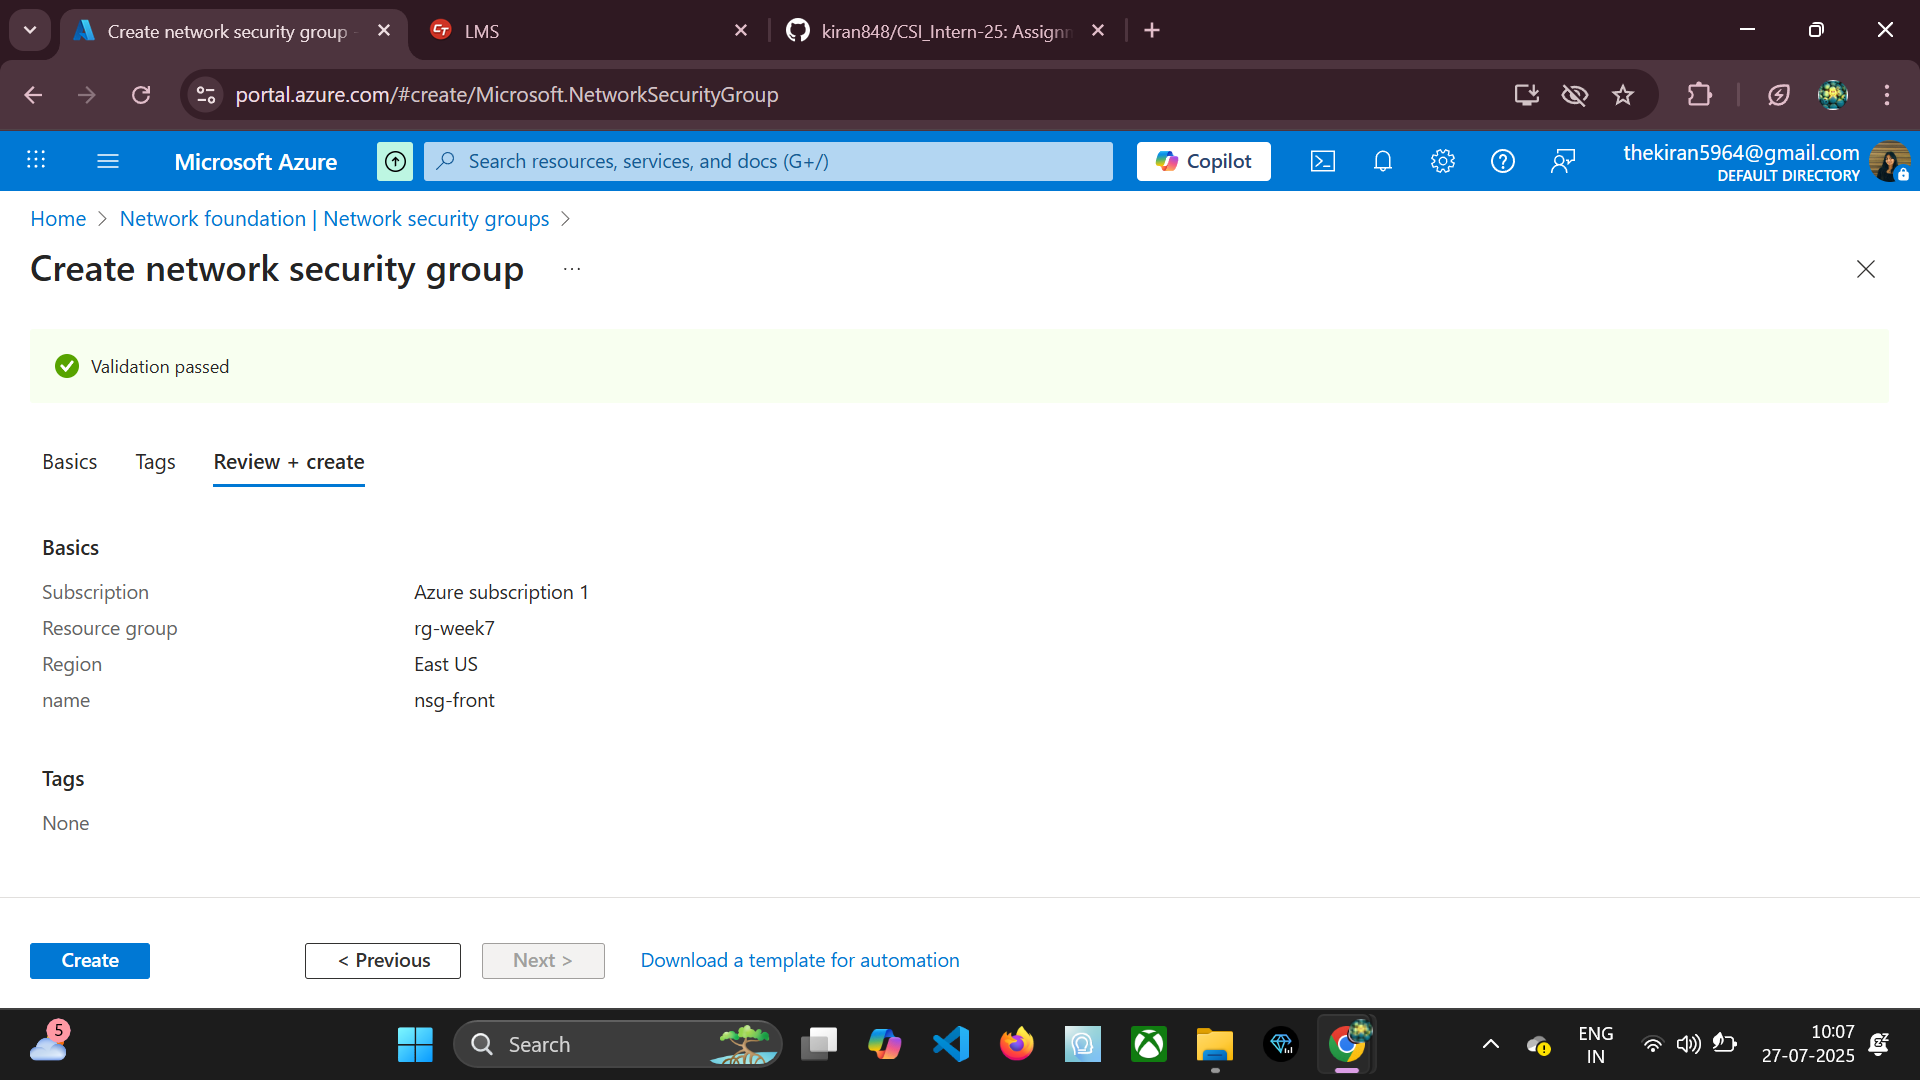 Create network security group -
LMS
kiran848/CSI_Intern-25: Assignm
portal.azure.com/#create/Microsoft.NetworkSecurityGroup
Microsoft Azure
Search resources, services, and docs (G+/)
Copilot
thekiran5964@gmail.com
DEFAULT DIRECTORY
Home > Network foundation | Network security groups >
Create network security group ...
Validation passed
Basics Tags Review + create
Basics
Subscription Azure subscription 1
Resource group rg-week7
Region East US
name nsg-front
Tags
None
Create < Previous Next > Download a template for automation
5
Search
ENG
IN
10:07
27-07-2025